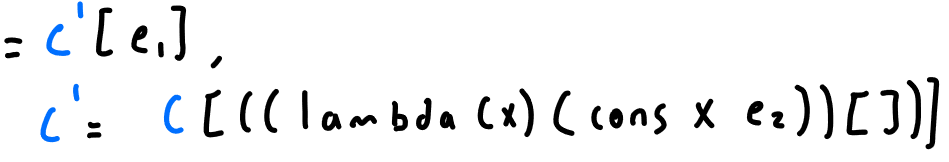 = C'[e₁],
C' = C[(((lambda(x)(cons x e₂))[]))]